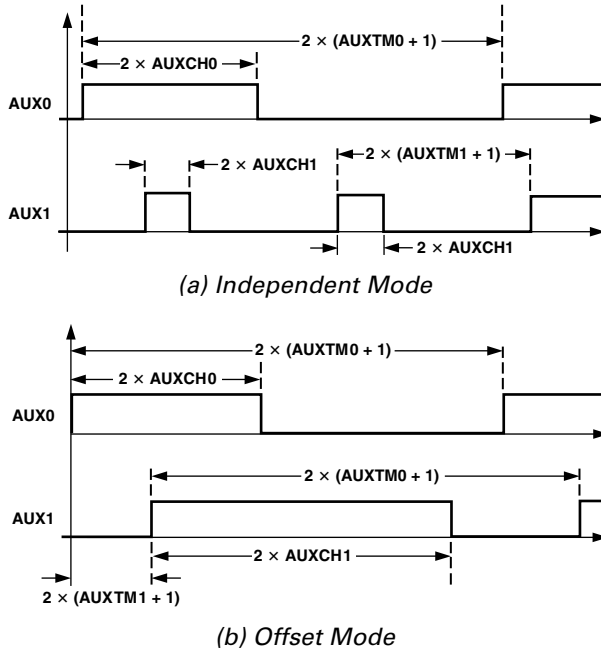 2 × (AUXTM0 + 1)
2 × AUXCH0
AUX0
2 × AUXCH1
2 × (AUXTM1 + 1)
AUX1
2 × AUXCH1
(a) Independent Mode
2 × (AUXTM0 + 1)
2 × AUXCH0
AUX0
2 × (AUXTM0 + 1)
AUX1
2 × AUXCH1
2 × (AUXTM1 + 1)
(b) Offset Mode